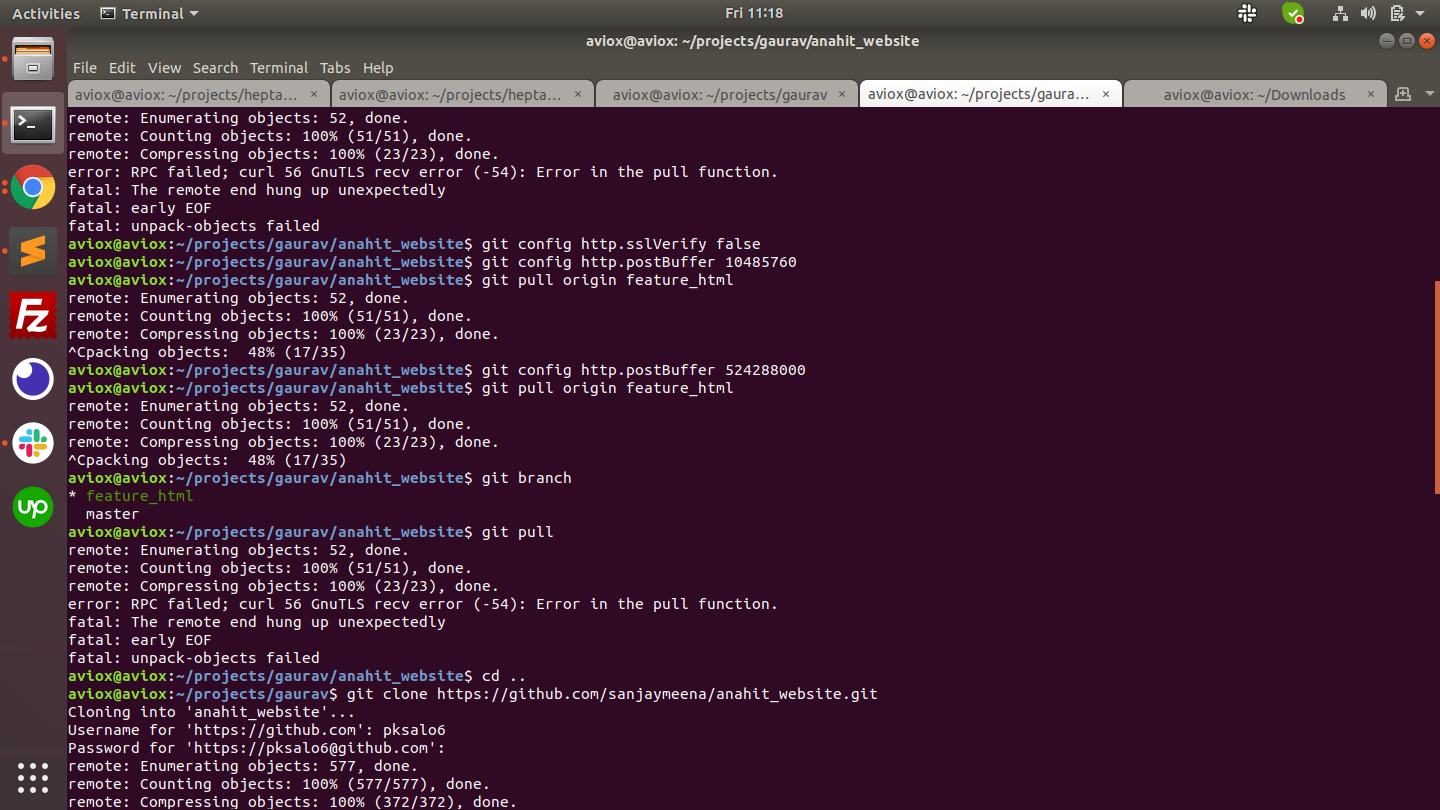 Activities Terminal Fri 11:18
aviox@aviox: ~/projects/gaurav/anahit_website
File Edit View Search Terminal Tabs Help
aviox@aviox: ~/projects/hepta... × aviox@aviox: ~/projects/hepta... × aviox@aviox: ~/projects/gaurav × aviox@aviox: ~/projects/gaura... × aviox@aviox: ~/Downloads ×
remote: Enumerating objects: 52, done.
remote: Counting objects: 100% (51/51), done.
remote: Compressing objects: 100% (23/23), done.
error: RPC failed; curl 56 GnuTLS recv error (-54): Error in the pull function.
fatal: The remote end hung up unexpectedly
fatal: early EOF
fatal: unpack-objects failed
aviox@aviox:~/projects/gaurav/anahit_website$ git config http.sslVerify false
aviox@aviox:~/projects/gaurav/anahit_website$ git config http.postBuffer 10485760
aviox@aviox:~/projects/gaurav/anahit_website$ git pull origin feature_html
remote: Enumerating objects: 52, done.
remote: Counting objects: 100% (51/51), done.
remote: Compressing objects: 100% (23/23), done.
^Cpacking objects:  48% (17/35)
aviox@aviox:~/projects/gaurav/anahit_website$ git config http.postBuffer 524288000
aviox@aviox:~/projects/gaurav/anahit_website$ git pull origin feature_html
remote: Enumerating objects: 52, done.
remote: Counting objects: 100% (51/51), done.
remote: Compressing objects: 100% (23/23), done.
^Cpacking objects:  48% (17/35)
aviox@aviox:~/projects/gaurav/anahit_website$ git branch
* feature_html
  master
aviox@aviox:~/projects/gaurav/anahit_website$ git pull
remote: Enumerating objects: 52, done.
remote: Counting objects: 100% (51/51), done.
remote: Compressing objects: 100% (23/23), done.
error: RPC failed; curl 56 GnuTLS recv error (-54): Error in the pull function.
fatal: The remote end hung up unexpectedly
fatal: early EOF
fatal: unpack-objects failed
aviox@aviox:~/projects/gaurav/anahit_website$ cd ..
aviox@aviox:~/projects/gaurav$ git clone https://github.com/sanjaymeena/anahit_website.git
Cloning into 'anahit_website'...
Username for 'https://github.com': pksalo6
Password for 'https://pksalo6@github.com':
remote: Enumerating objects: 577, done.
remote: Counting objects: 100% (577/577), done.
remote: Compressing objects: 100% (372/372), done.
Fz
up